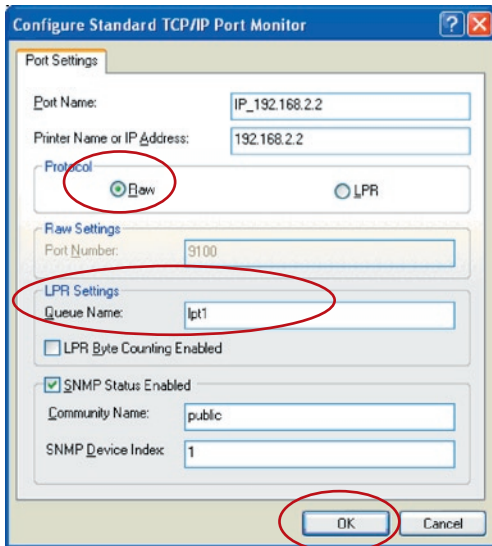 Configure Standard TCP/IP Port Monitor
Port Settings
Port Name: IP_192.168.2.2
Printer Name or IP Address: 192.168.2.2
Protocol
Raw LPR
Raw Settings
Port Number: 9100
LPR Settings
Queue Name: lpt1
LPR Byte Counting Enabled
SNMP Status Enabled
Community Name: public
SNMP Device Index: 1
OK Cancel